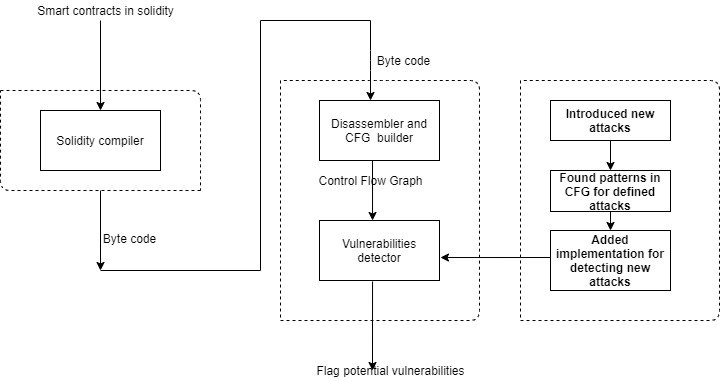 Smart contracts in solidity
Solidity compiler
Byte code
Byte code
Disassembler and
CFG builder
Control Flow Graph
Vulnerabilities
detector
Flag potential vulnerabilities
Introduced new
attacks
Found patterns in
CFG for defined
attacks
Added
implementation for
detecting new
attacks